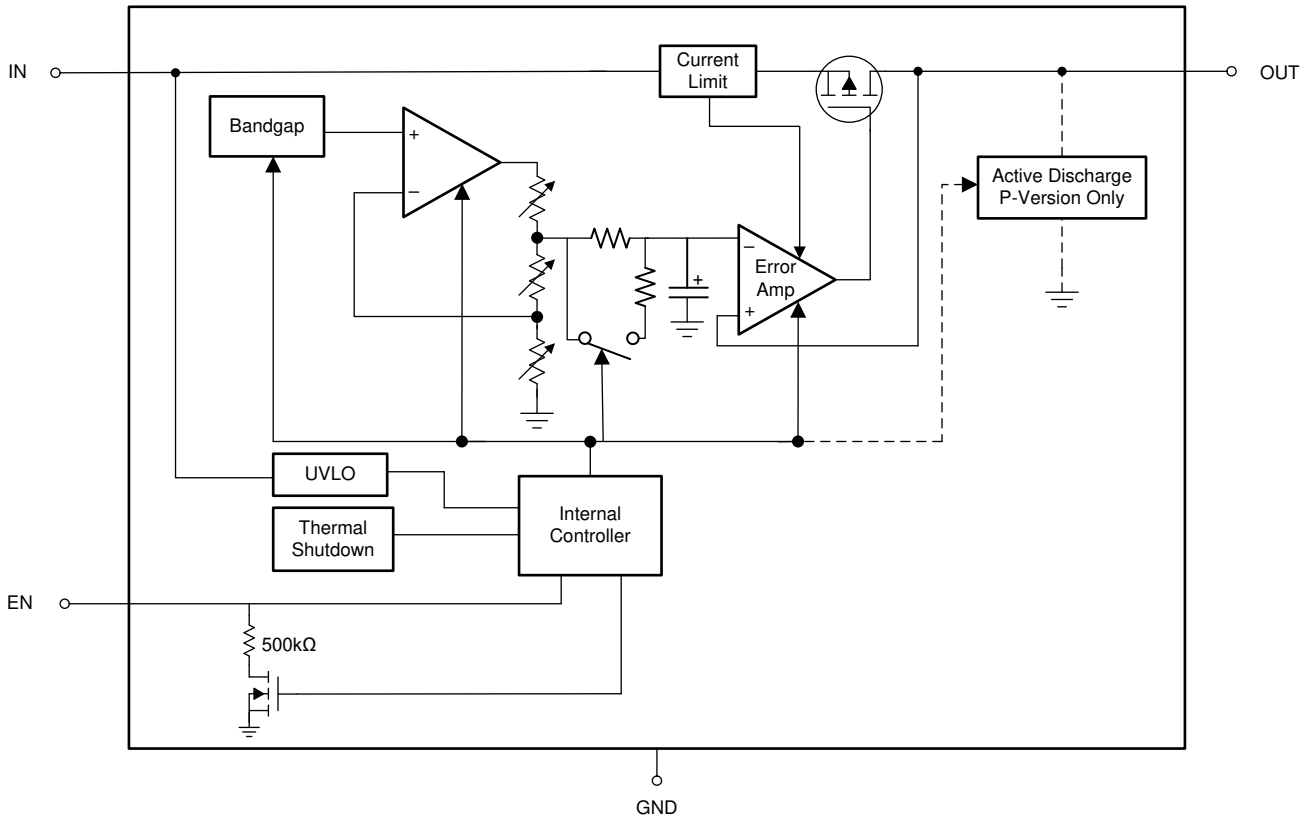 IN
Current
Limit
OUT
Bandgap
+
−
Active Discharge
P-Version Only
−
Error
Amp
+
+
UVLO
Thermal
Shutdown
Internal
Controller
EN
500kΩ
GND